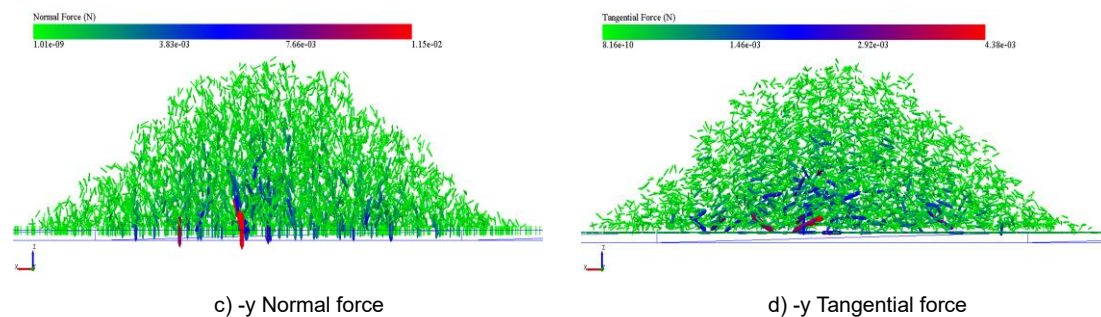 Normal Force (N)
1.01e-09 3.83e-03 7.66e-03 1.15e-02
Tangential Force (N)
8.16e-10 1.46e-03 2.92e-03 4.38e-03
Y Z
Y Z
c) -y Normal force
d) -y Tangential force